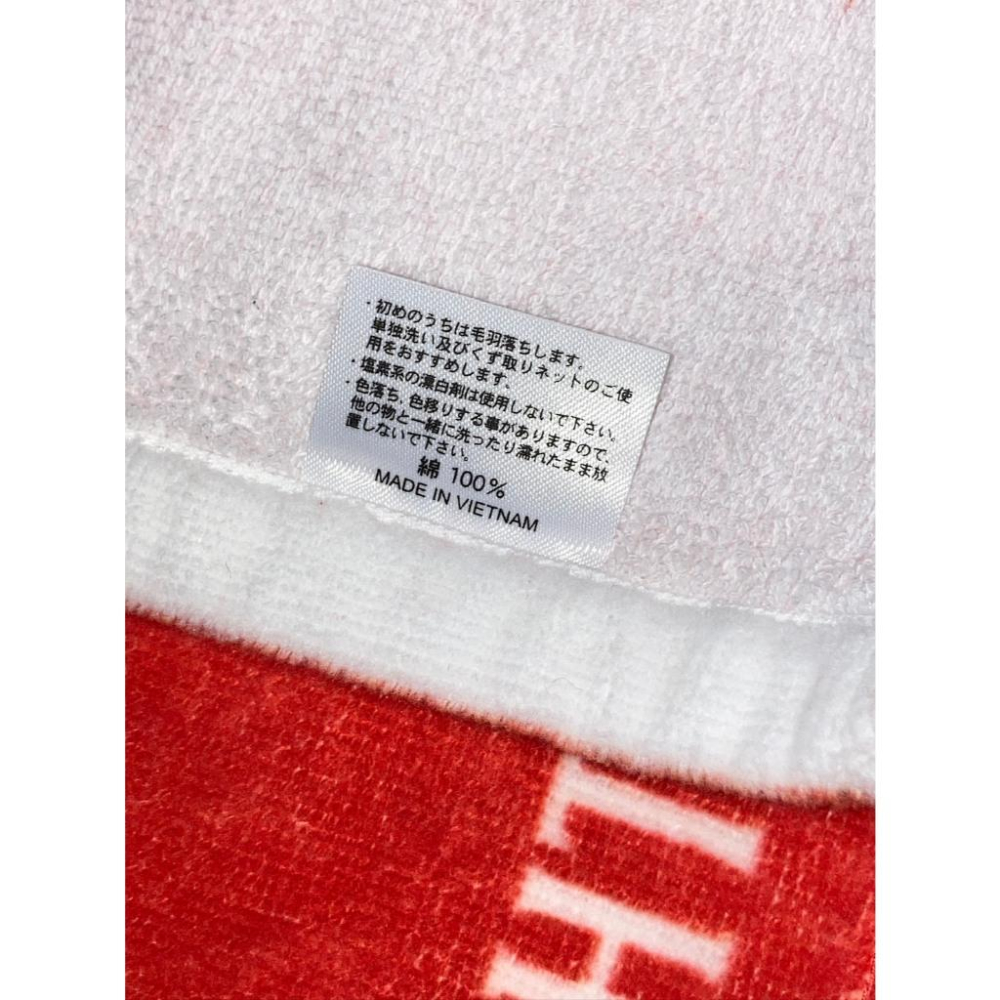 ・初めのうちは毛羽落ちします。
単独洗い及びくず取りネットのご使
用をおすすめします。
・塩素系の漂白剤は使用しないで下さい。
・色落ち、色移りする事がありますので、
他の物と一緒に洗ったり濡れたまま放
置しないで下さい。
綿 100%
MADE IN VIETNAM
LH